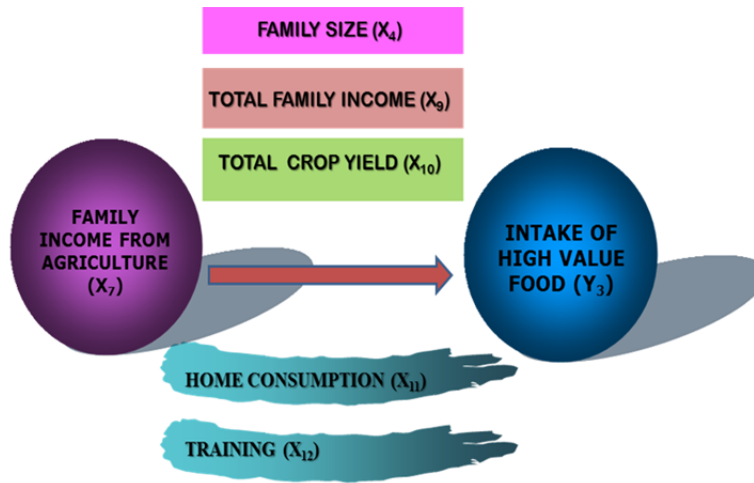 FAMILY SIZE (X₄)
TOTAL FAMILY INCOME (X₉)
TOTAL CROP YIELD (X₁₀)
FAMILY
INCOME FROM
AGRICULTURE
(X₇)
INTAKE OF
HIGH VALUE
FOOD (Y₃)
HOME CONSUMPTION (X₁₁)
TRAINING (X₁₂)